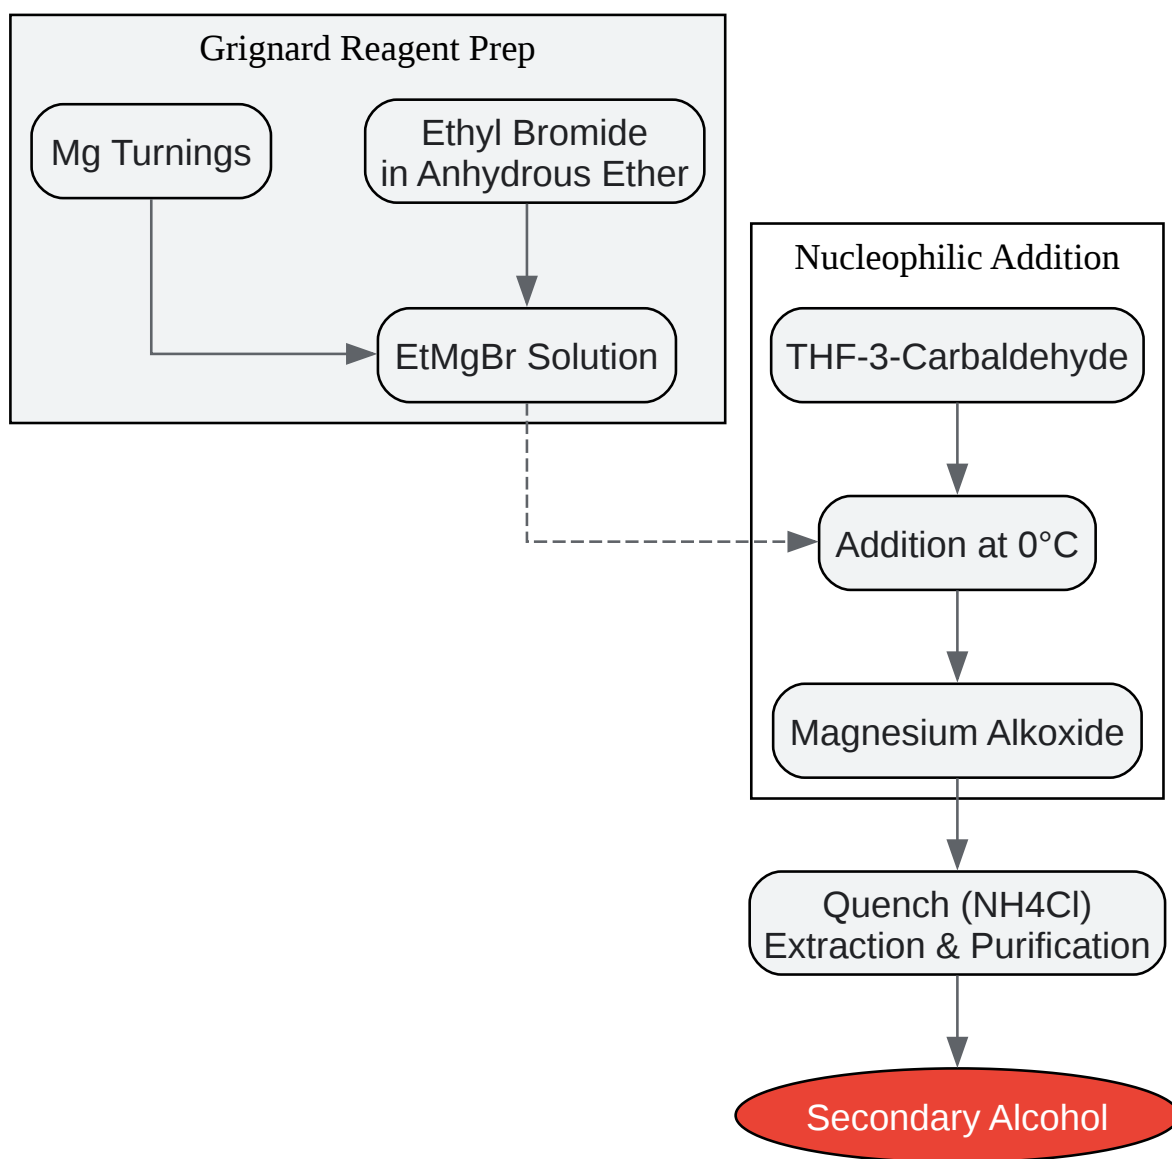 Grignard Reagent Prep
Mg Turnings
Ethyl Bromide
in Anhydrous Ether
EtMgBr Solution
Nucleophilic Addition
THF-3-Carbaldehyde
Addition at 0°C
Magnesium Alkoxide
Quench (NH4Cl)
Extraction & Purification
Secondary Alcohol